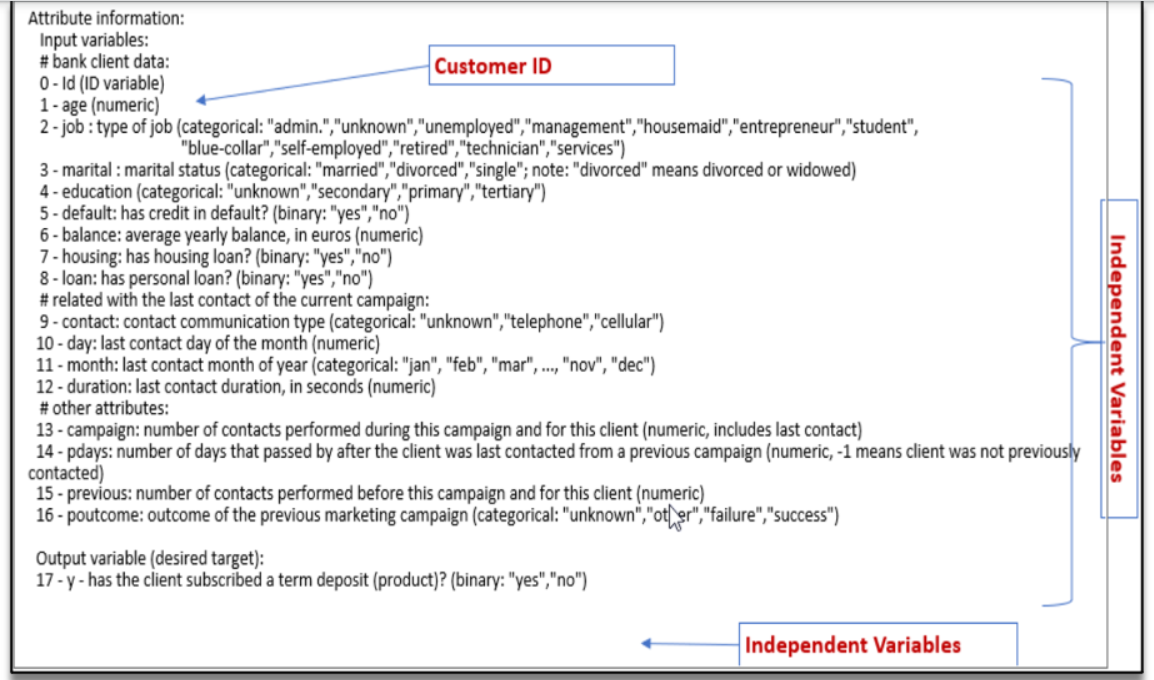 Attribute information:
Input variables:
# bank client data:
Customer ID
0 - Id (ID variable)
1 - age (numeric)
2 - job : type of job (categorical: "admin.","unknown","unemployed","management","housemaid","entrepreneur","student",
"blue-collar","self-employed","retired","technician","services")
3 - marital : marital status (categorical: "married","divorced","single"; note: "divorced" means divorced or widowed)
4 - education (categorical: "unknown","secondary","primary","tertiary")
5 - default: has credit in default? (binary: "yes","no")
6 - balance: average yearly balance, in euros (numeric)
7 - housing: has housing loan? (binary: "yes","no")
8 - loan: has personal loan? (binary: "yes","no")
# related with the last contact of the current campaign:
9 - contact: contact communication type (categorical: "unknown","telephone","cellular")
10 - day: last contact day of the month (numeric)
11 - month: last contact month of year (categorical: "jan", "feb", "mar", ..., "nov", "dec")
12 - duration: last contact duration, in seconds (numeric)
# other attributes:
13 - campaign: number of contacts performed during this campaign and for this client (numeric, includes last contact)
14 - pdays: number of days that passed by after the client was last contacted from a previous campaign (numeric, -1 means client was not previously
contacted)
15 - previous: number of contacts performed before this campaign and for this client (numeric)
16 - poutcome: outcome of the previous marketing campaign (categorical: "unknown","other","failure","success")
Independent Variables
Output variable (desired target):
17 - y - has the client subscribed a term deposit (product)? (binary: "yes","no")
Independent Variables